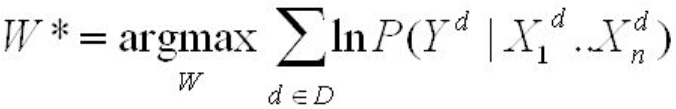 W* = argmax Σ ln P(Y^d | X_1^d .. X_n^d)
W d ∈ D